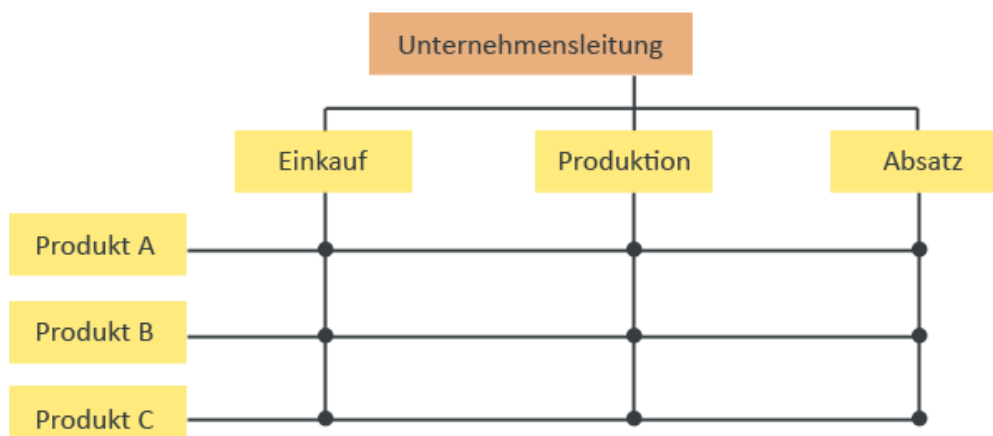 Unternehmensleitung
Einkauf
Produktion
Absatz
Produkt A
Produkt B
Produkt C